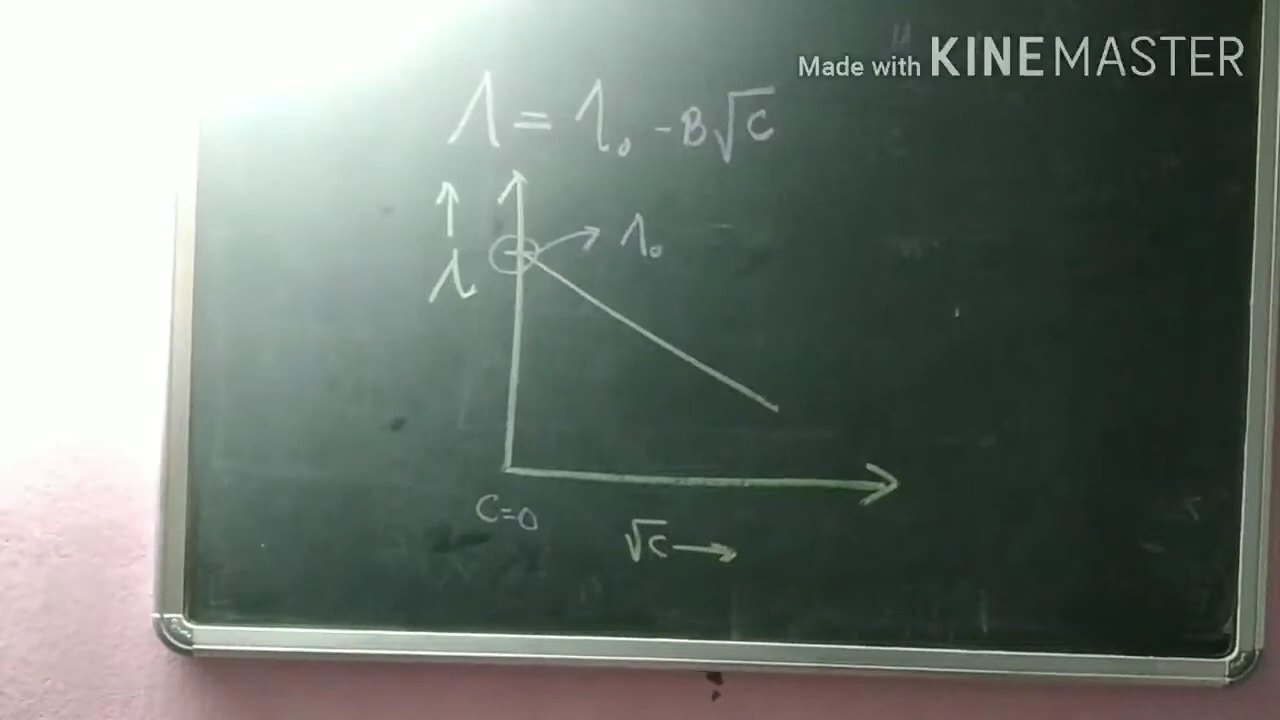 Made with KINEMASTER
Λ = Λ₀ - B√C
Λ₀
Λ
C=0
√C